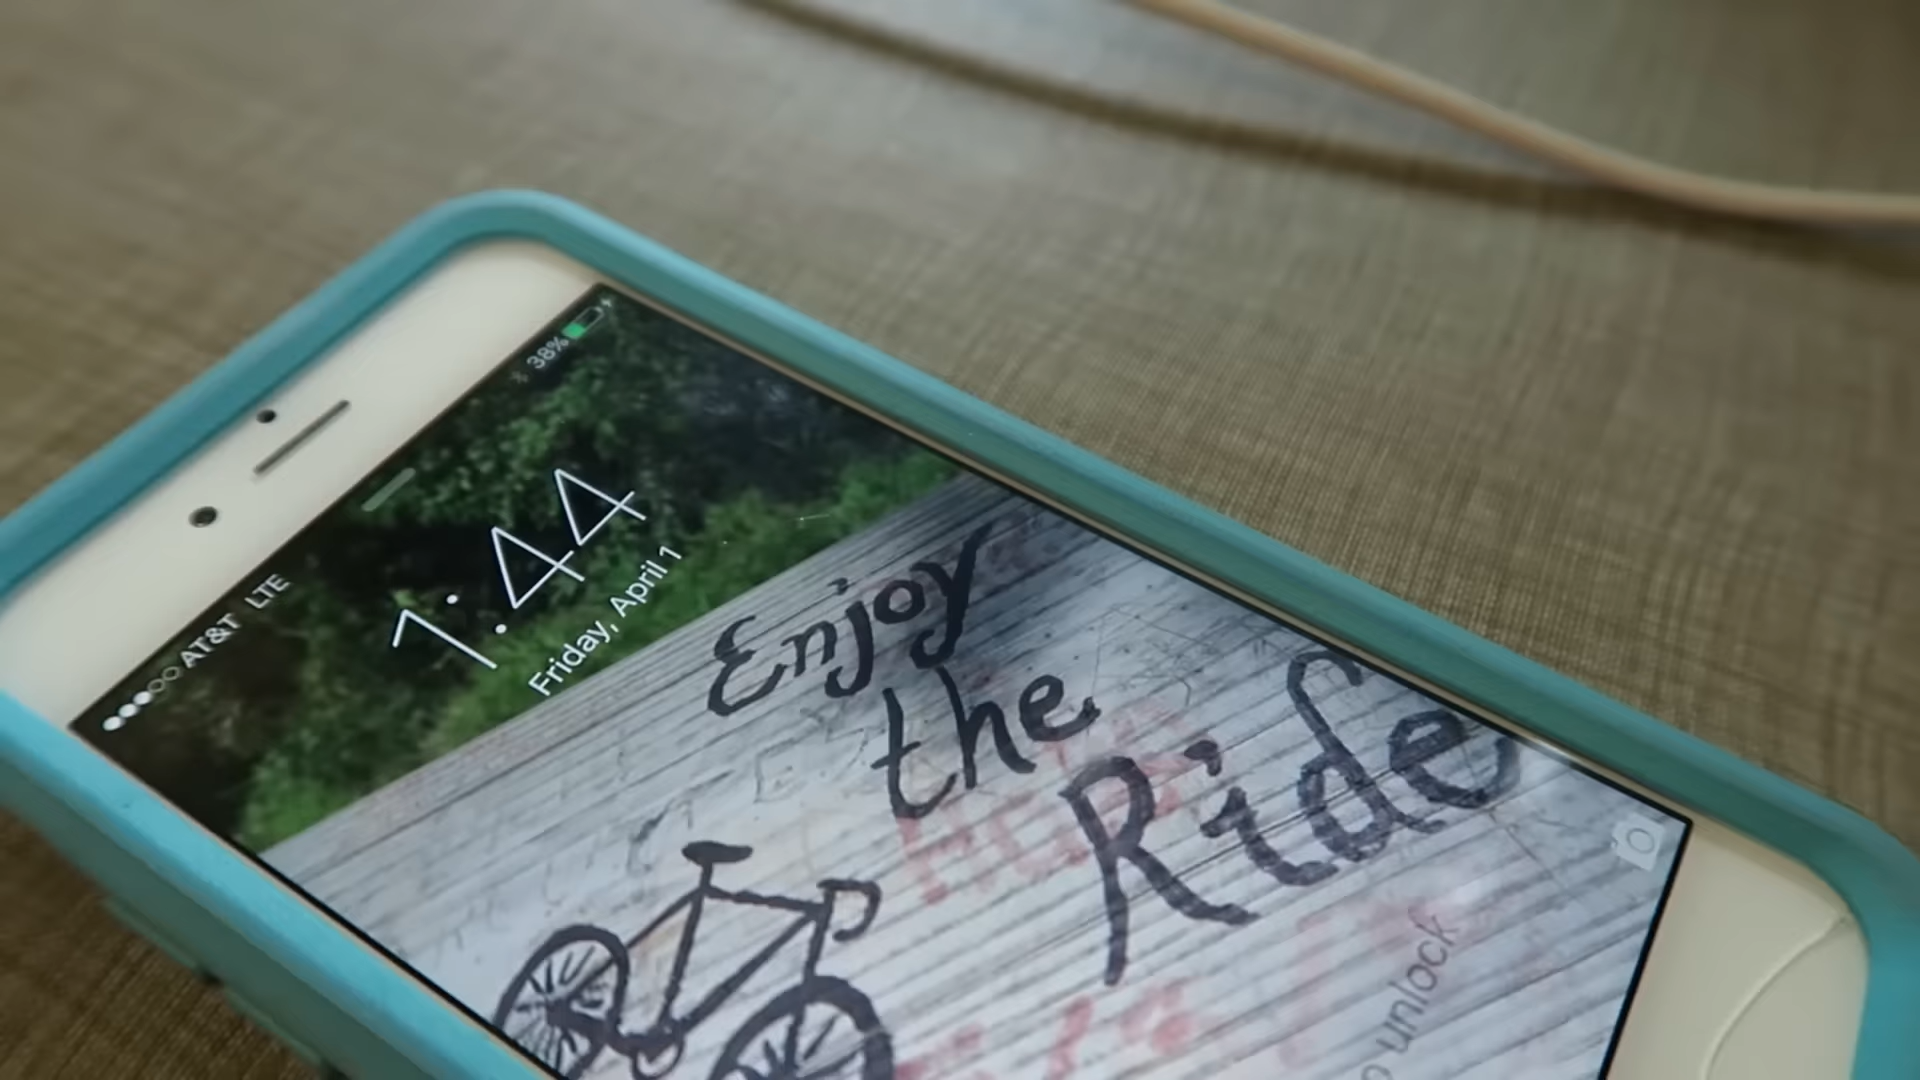 AT&T LTE
38%
1:44
Friday, April 1
Enjoy
the
Ride
unlock